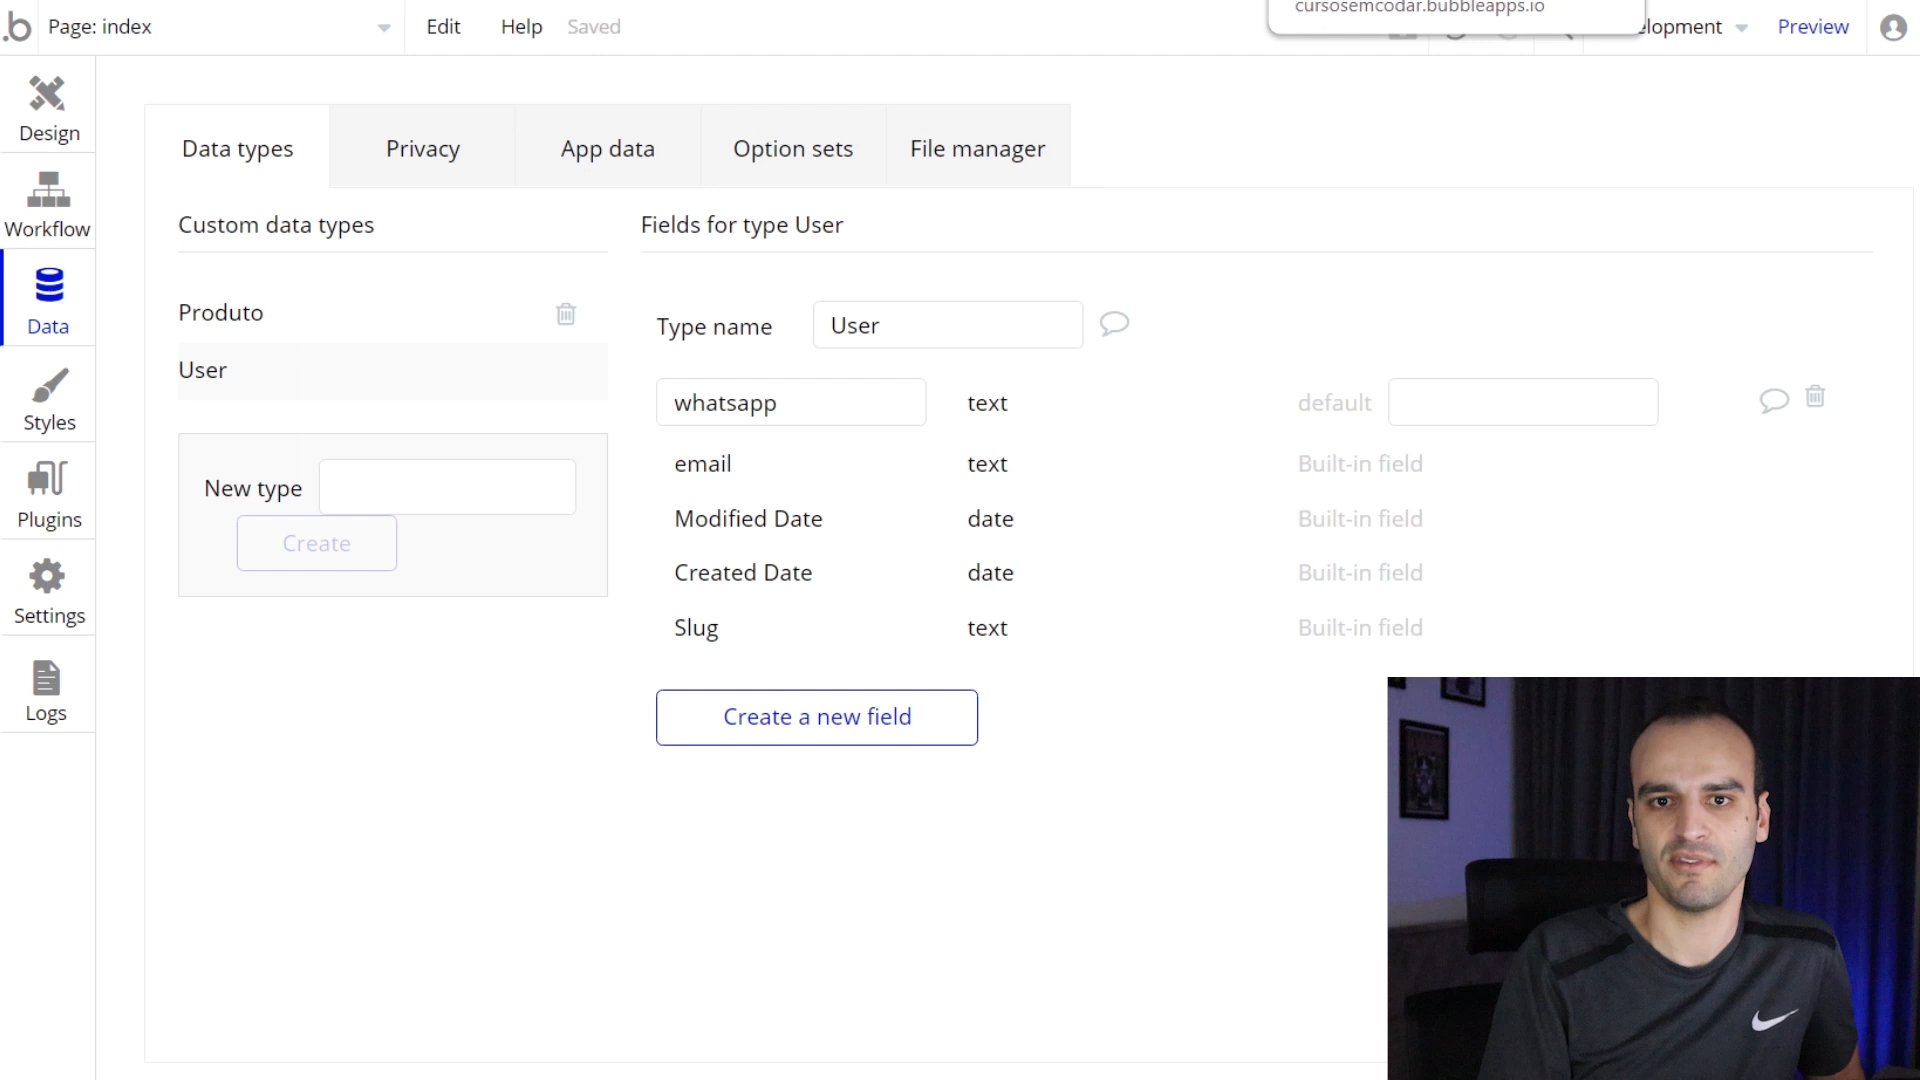 cursosemcodar.bubbleapps.io
.b Page: index Edit Help Saved Preview
Design
Workflow
Data
Styles
Plugins
Settings
Logs
Data types Privacy App data Option sets File manager
Custom data types
Produto
User
New type
Create
Fields for type User
Type name User
whatsapp text default
email text Built-in field
Modified Date date Built-in field
Created Date date Built-in field
Slug text Built-in field
Create a new field